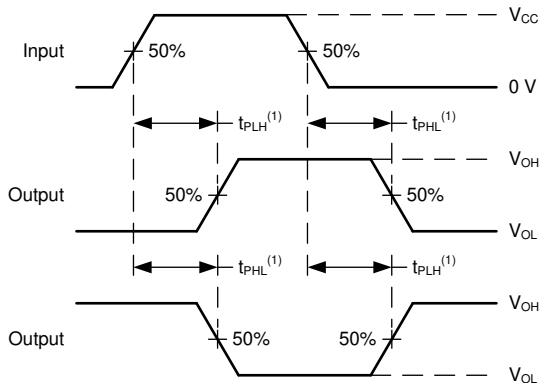 V_CC
Input 50% 50%
0 V
t_PLH^(1) t_PHL^(1)
V_OH
Output 50% 50%
V_OL
t_PHL^(1) t_PLH^(1)
V_OH
Output 50% 50%
V_OL